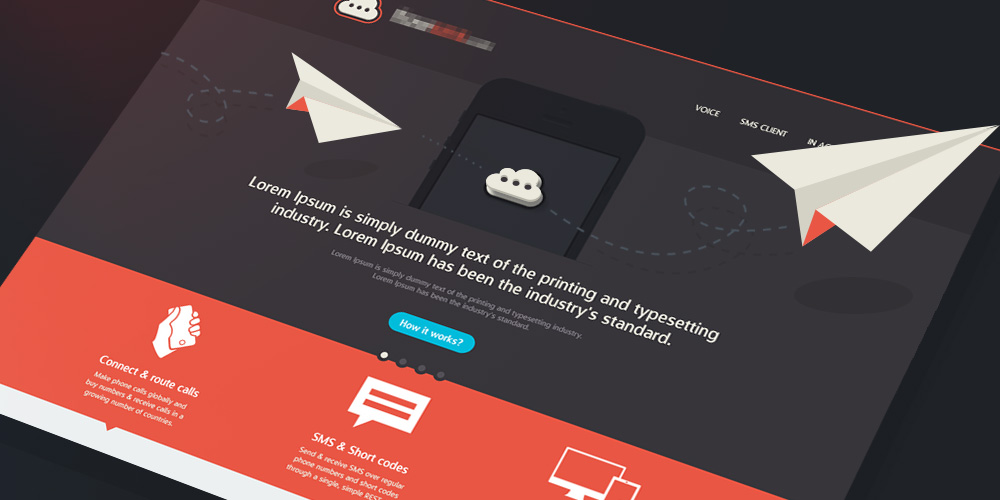 VOICE
SMS CLIENT
Lorem Ipsum is simply dummy text of the printing and typesetting
industry. Lorem Ipsum has been the industry's standard.
Lorem Ipsum is simply dummy text of the printing and typesetting industry.
Lorem Ipsum has been the industry's standard.
How it works?
Connect & route calls
Make phone calls globally and
buy numbers & receive calls in a
growing number of countries.
SMS & Short codes
Send & receive SMS over regular
phone numbers and short codes
through a single, simple REST